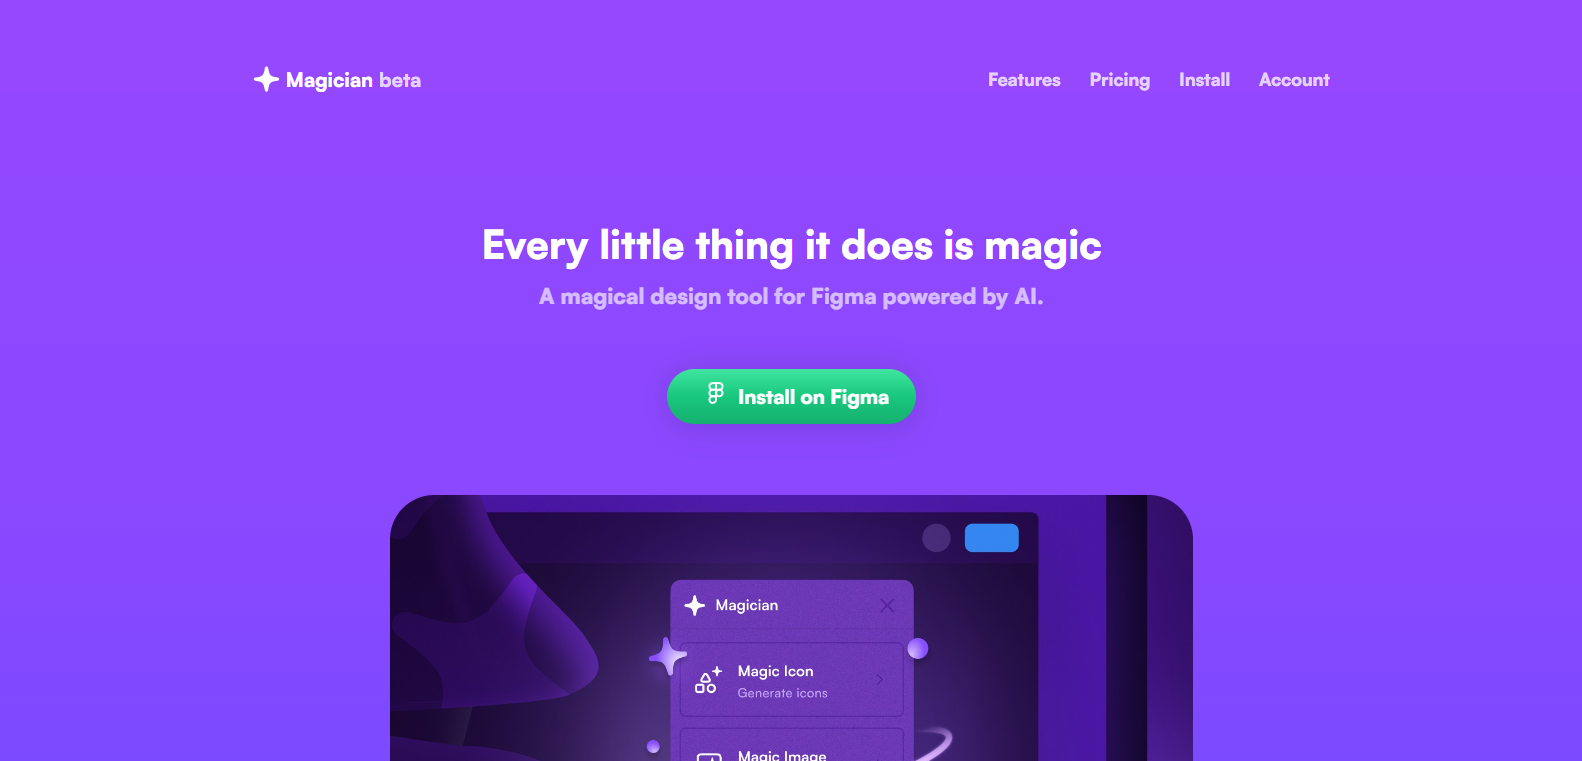 Magician beta
Features Pricing Install Account
Every little thing it does is magic
A magical design tool for Figma powered by AI.
Install on Figma
Magician
Magic Icon
Generate icons
Magic Image